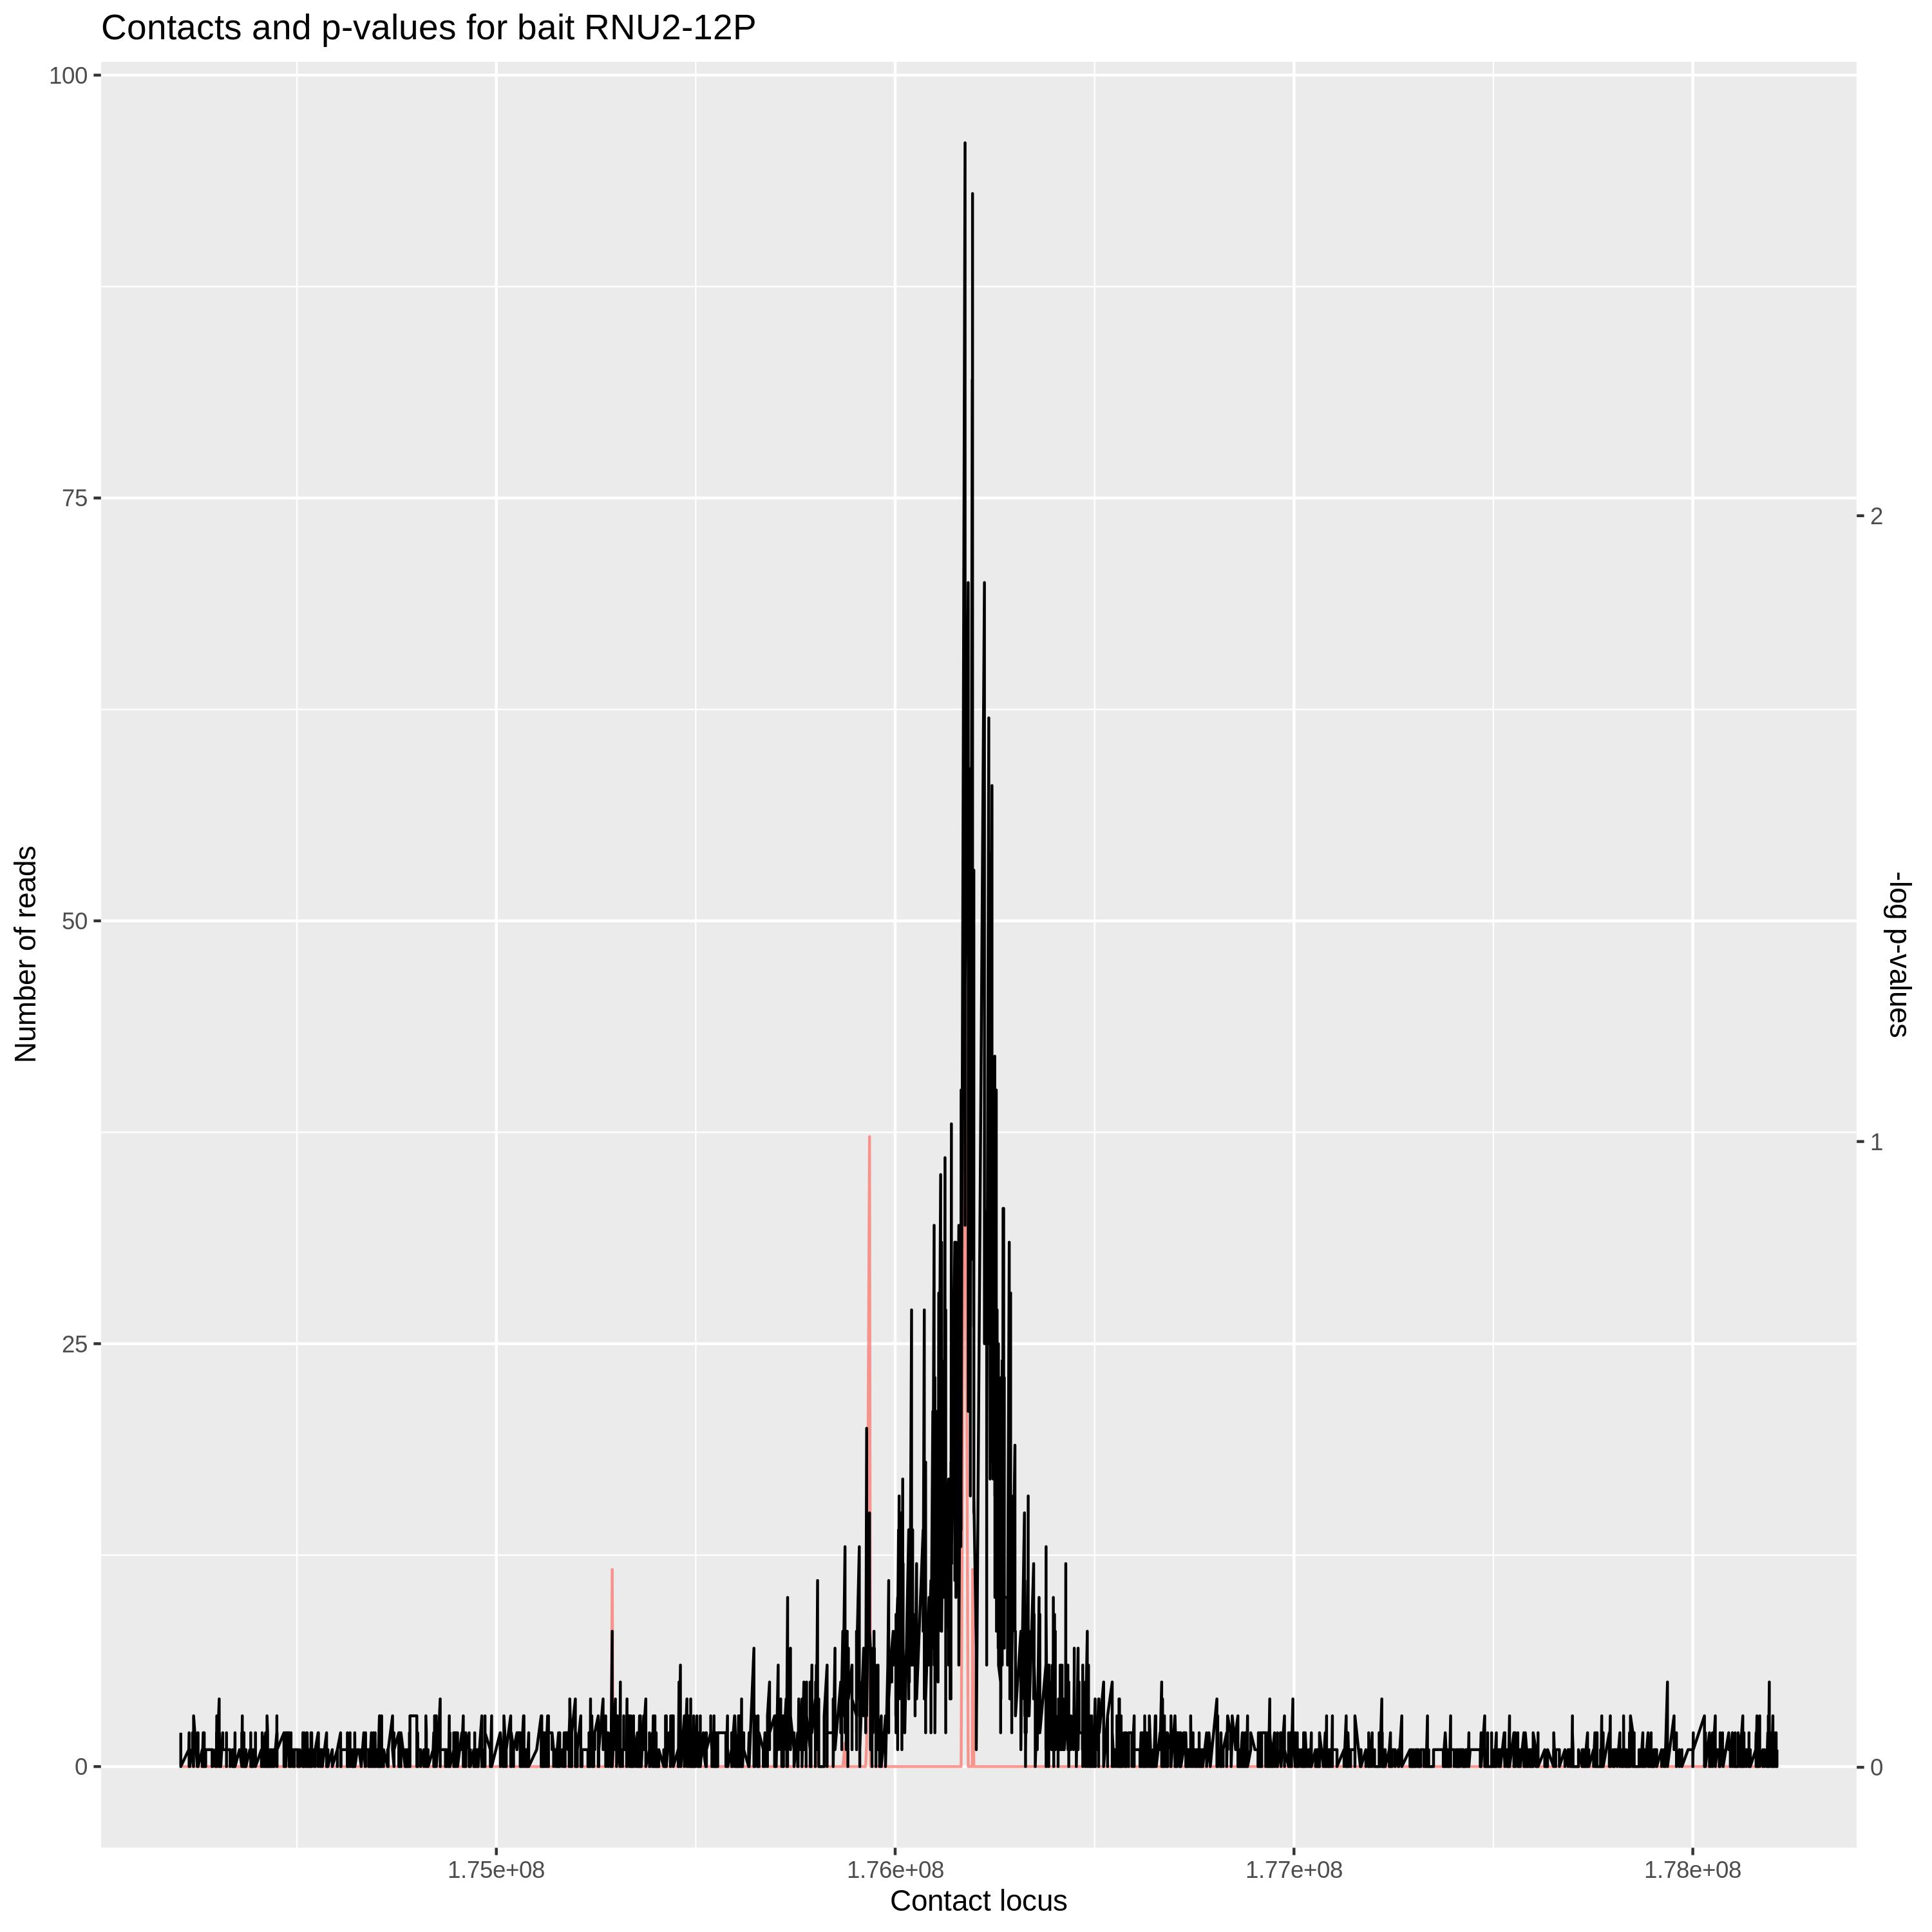 Contacts and p-values for bait RNU2-12P
100
75
50
25
0
2
1
0
Number of reads
-log p-values
1.75e+08
1.76e+08
1.77e+08
1.78e+08
Contact locus